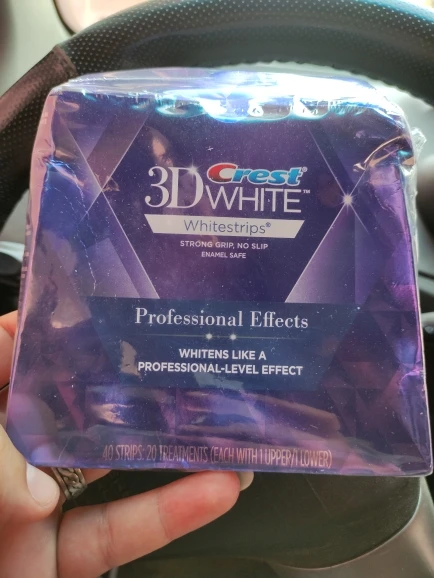 Crest®
3D WHITE™
Whitestrips®
STRONG GRIP, NO SLIP
ENAMEL SAFE
Professional Effects
WHITENS LIKE A
PROFESSIONAL-LEVEL EFFECT
40 STRIPS: 20 TREATMENTS (EACH WITH 1 UPPER/1 LOWER)